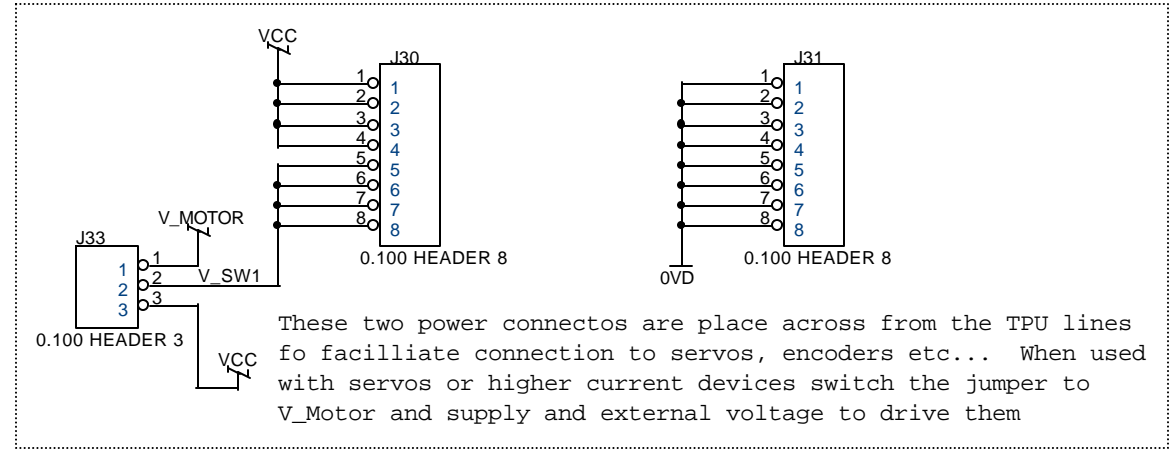 VCC
J30
J31
1 1
2 2
3 3
4 4
5 5
6 6
7 7
8 8
0.100 HEADER 8
1 1
2 2
3 3
4 4
5 5
6 6
7 7
8 8
0.100 HEADER 8
0VD
V_MOTOR
J33
1 1
2 2
3 3
V_SW1
0.100 HEADER 3
VCC
These two power connectos are place across from the TPU lines
fo facilliate connection to servos, encoders etc... When used
with servos or higher current devices switch the jumper to
V_Motor and supply and external voltage to drive them